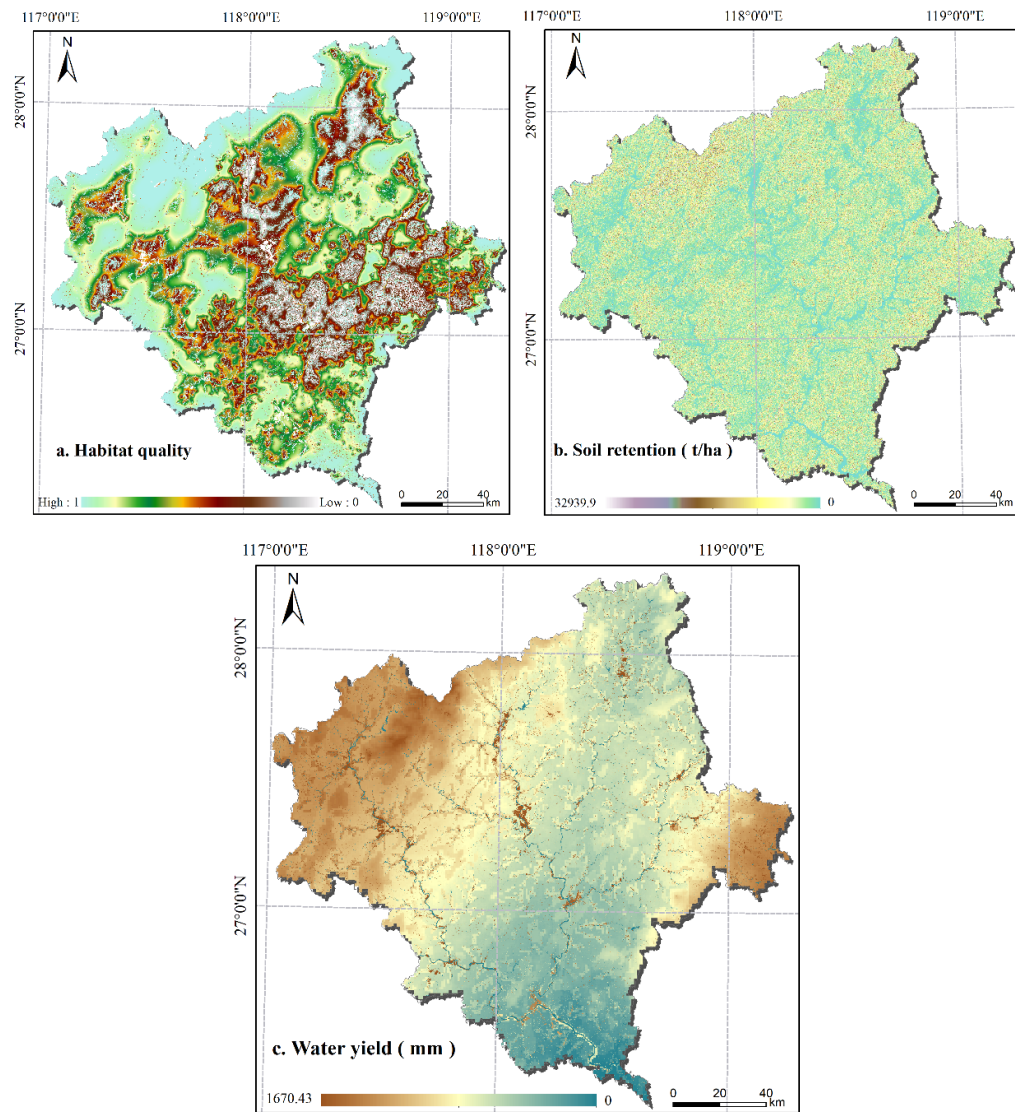 117°0'0"E 118°0'0"E 119°0'0"E
N
28°0'0"N
27°0'0"N
a. Habitat quality
High : 1 Low : 0
0 20 40
km
117°0'0"E 118°0'0"E 119°0'0"E
N
28°0'0"N
27°0'0"N
b. Soil retention ( t/ha )
32939.9 0
0 20 40
km
117°0'0"E 118°0'0"E 119°0'0"E
N
28°0'0"N
27°0'0"N
c. Water yield ( mm )
1670.43 0
0 20 40
km